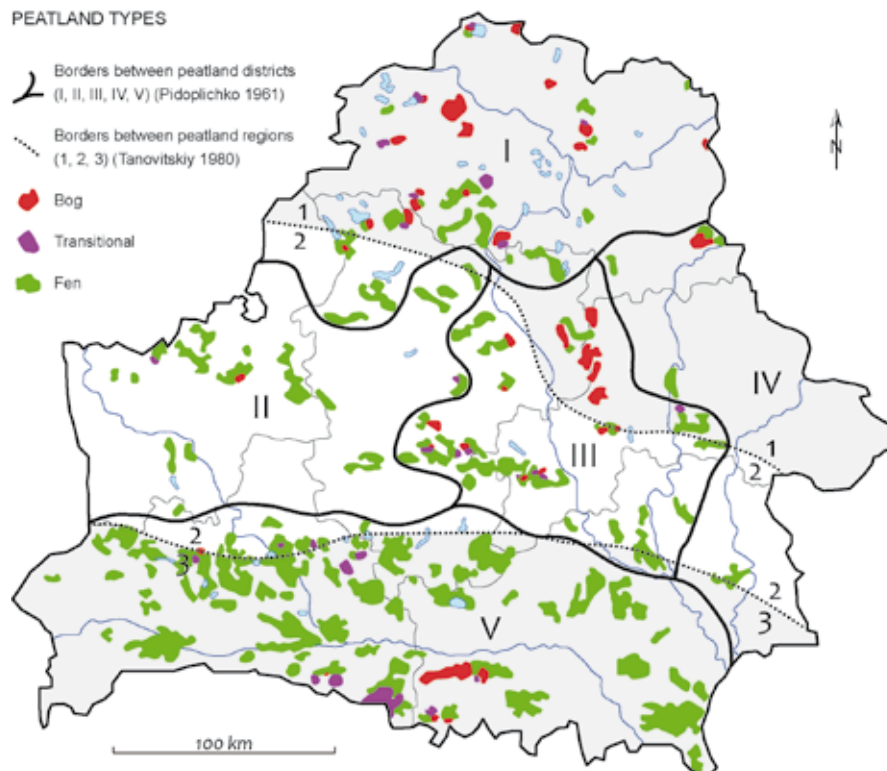 PEATLAND TYPES
Borders between peatland districts
(I, II, III, IV, V) (Pidoplichko 1961)
Borders between peatland regions
(1, 2, 3) (Tanovitskiy 1980)
Bog
Transitional
Fen
N
I
1
2
II
III
IV
1
2
2
3
V
2
3
100 km